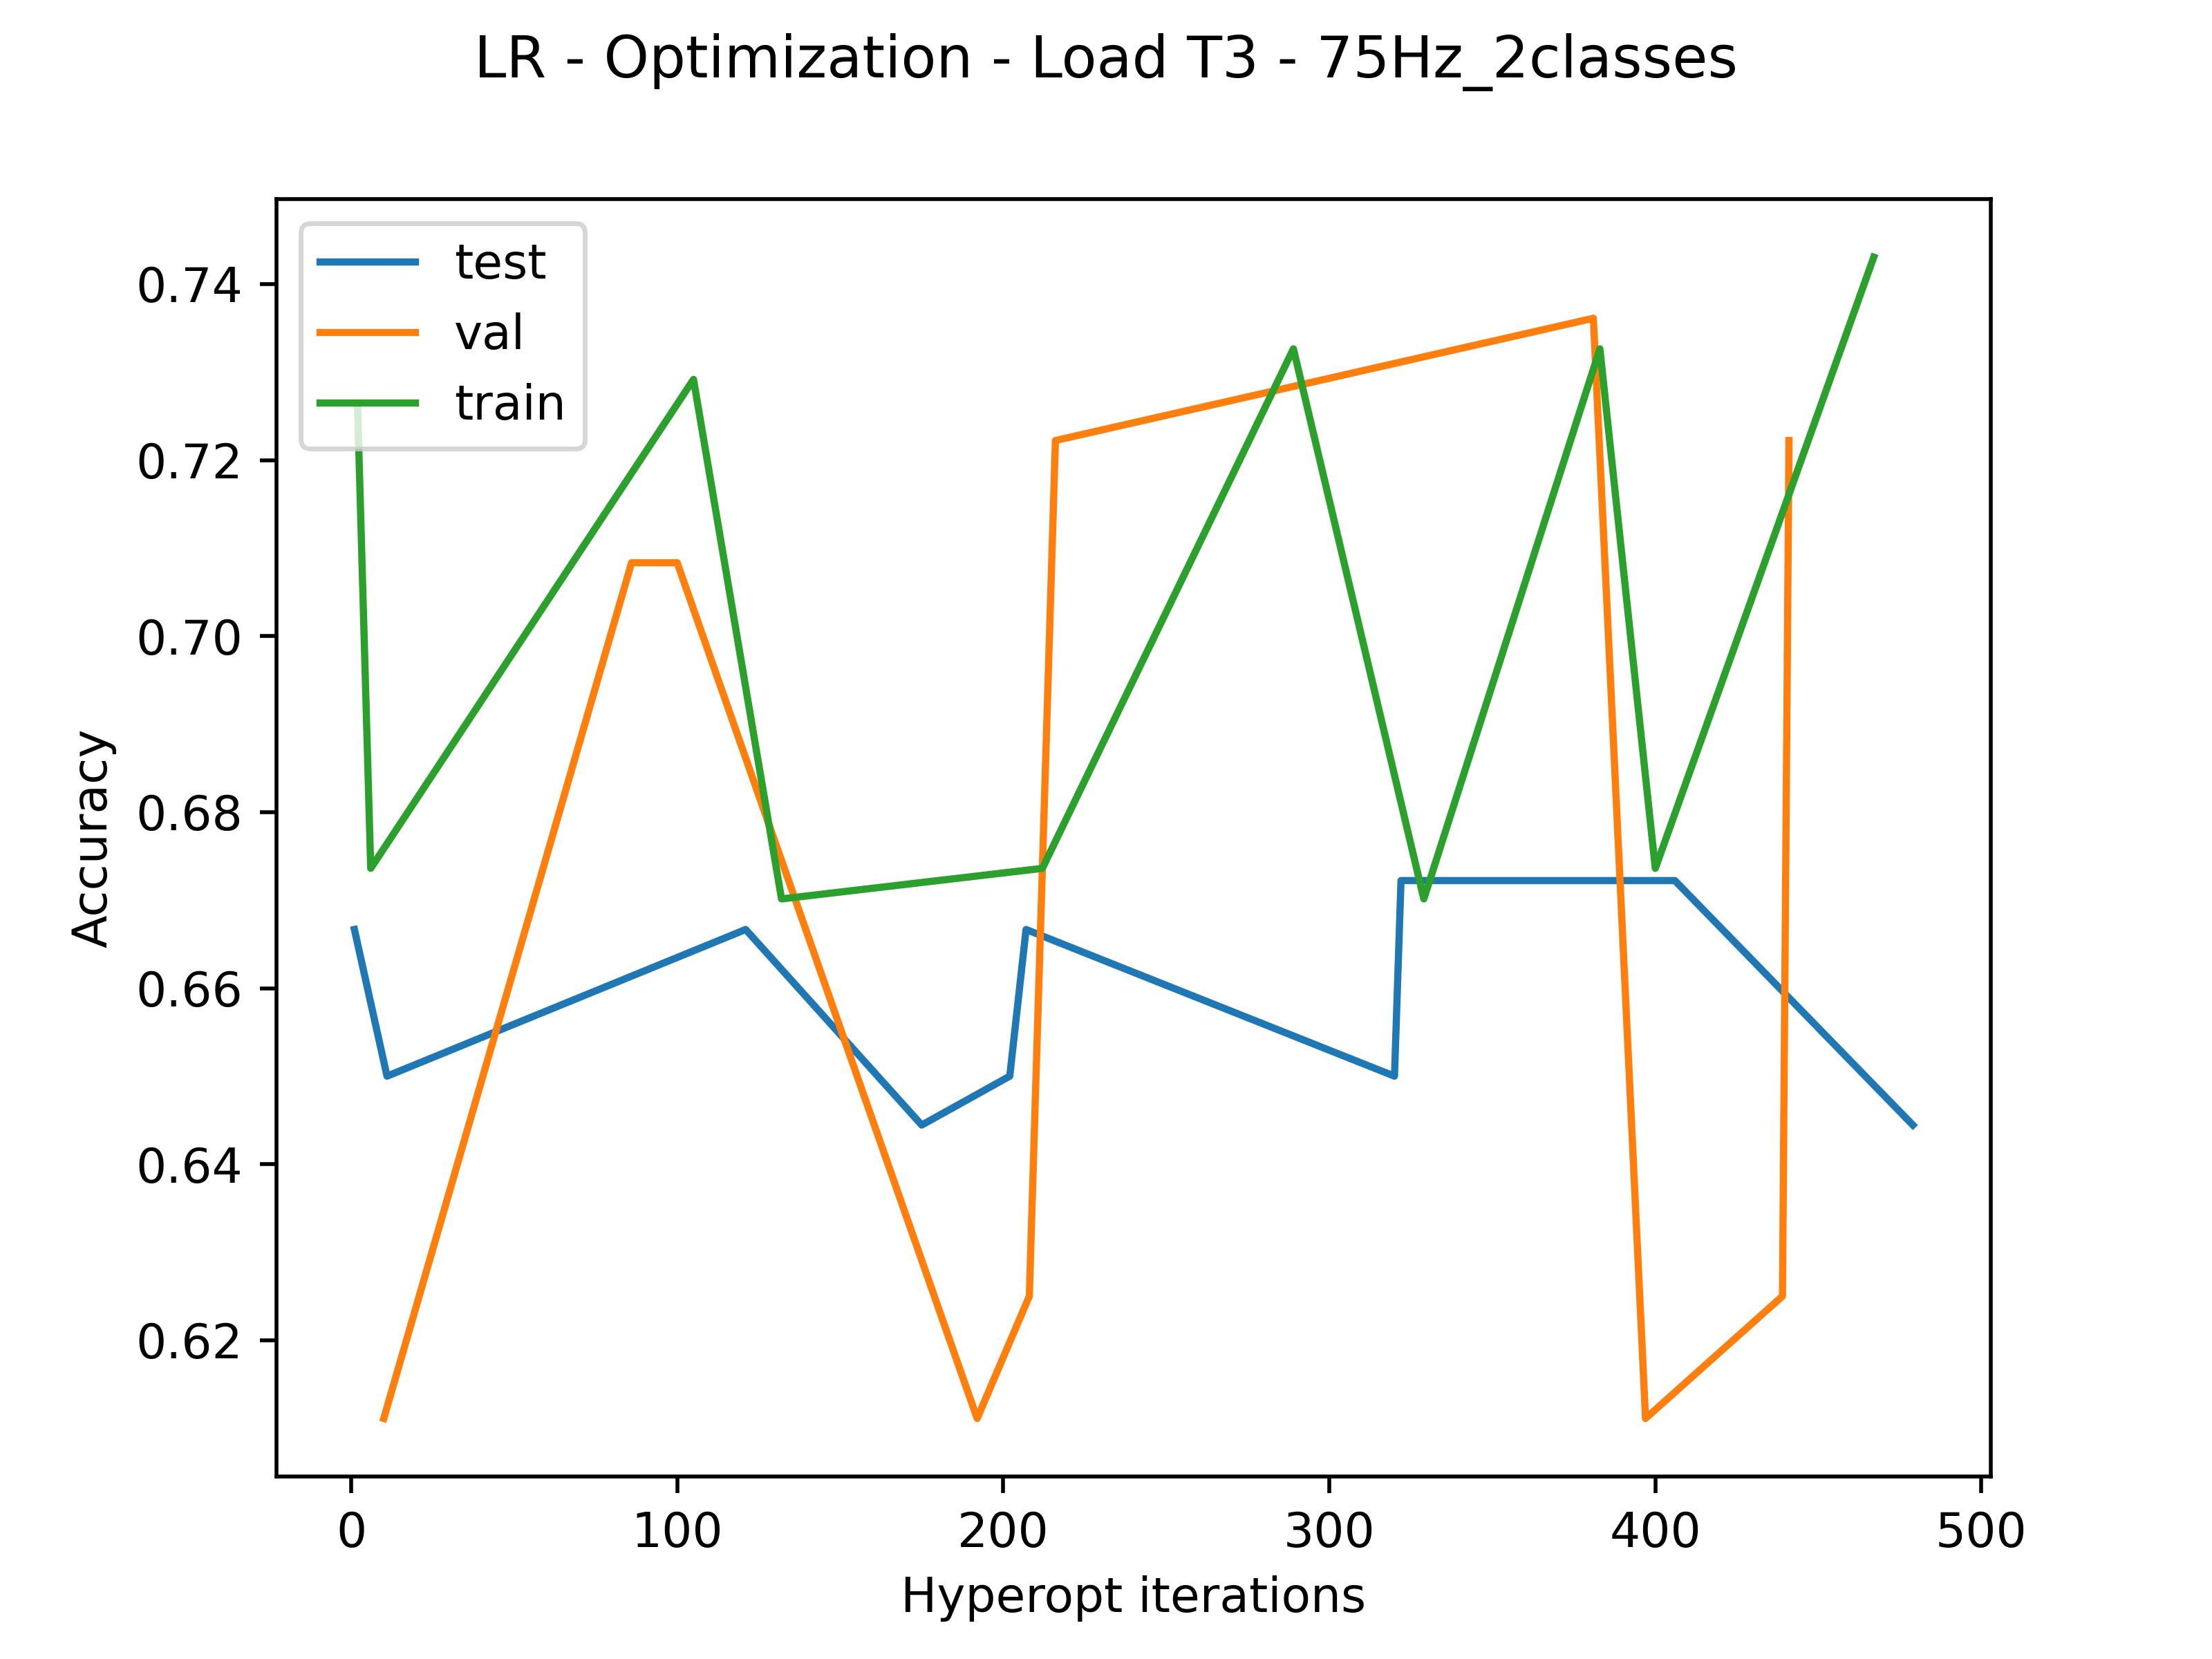 LR - Optimization - Load T3 - 75Hz_2classes
test
val
train
0.74
0.72
0.70
0.68
0.66
0.64
0.62
Accuracy
0 100 200 300 400 500
Hyperopt iterations